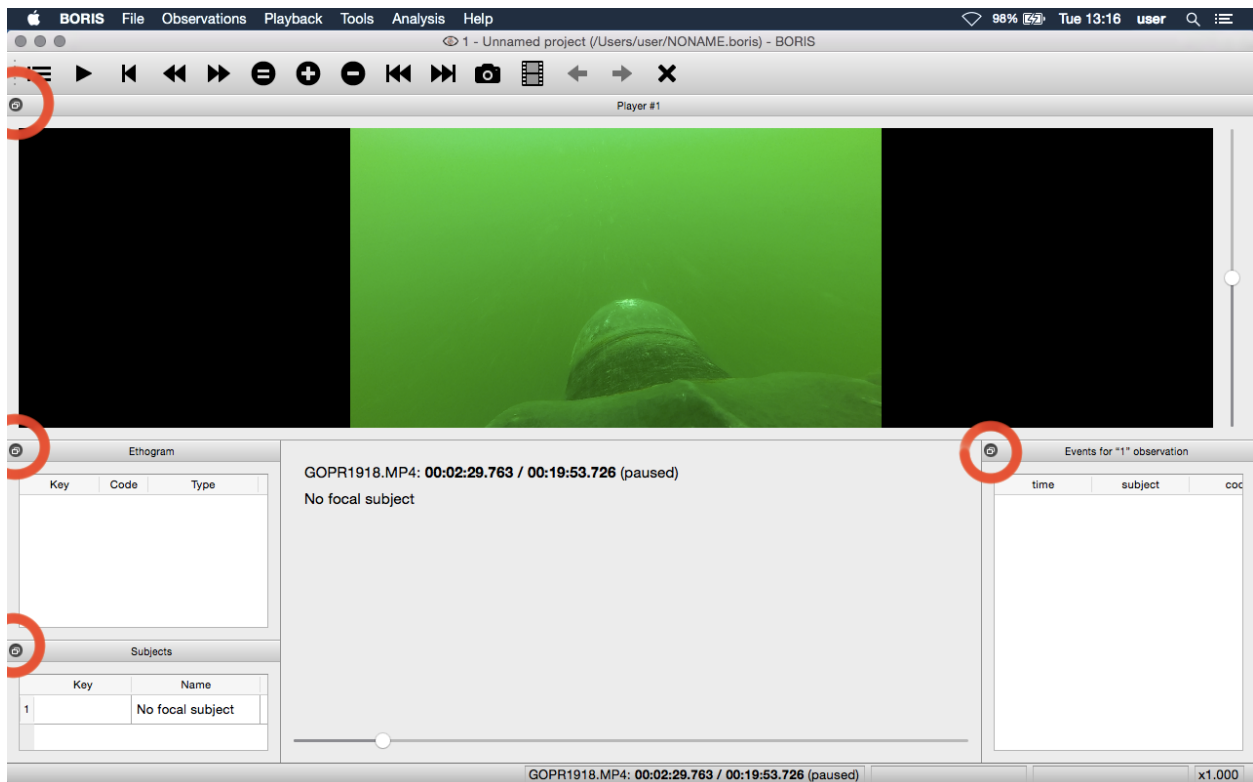 BORIS File Observations Playback Tools Analysis Help 98% Tue 13:16 user
1 - Unnamed project (/Users/user/NONAME.boris) - BORIS
Player #1
Ethogram
Events for "1" observation
Key Code Type
GOPR1918.MP4: 00:02:29.763 / 00:19:53.726 (paused)
No focal subject
time subject cod
Subjects
Key Name
1 No focal subject
GOPR1918.MP4: 00:02:29.763 / 00:19:53.726 (paused) x1.000